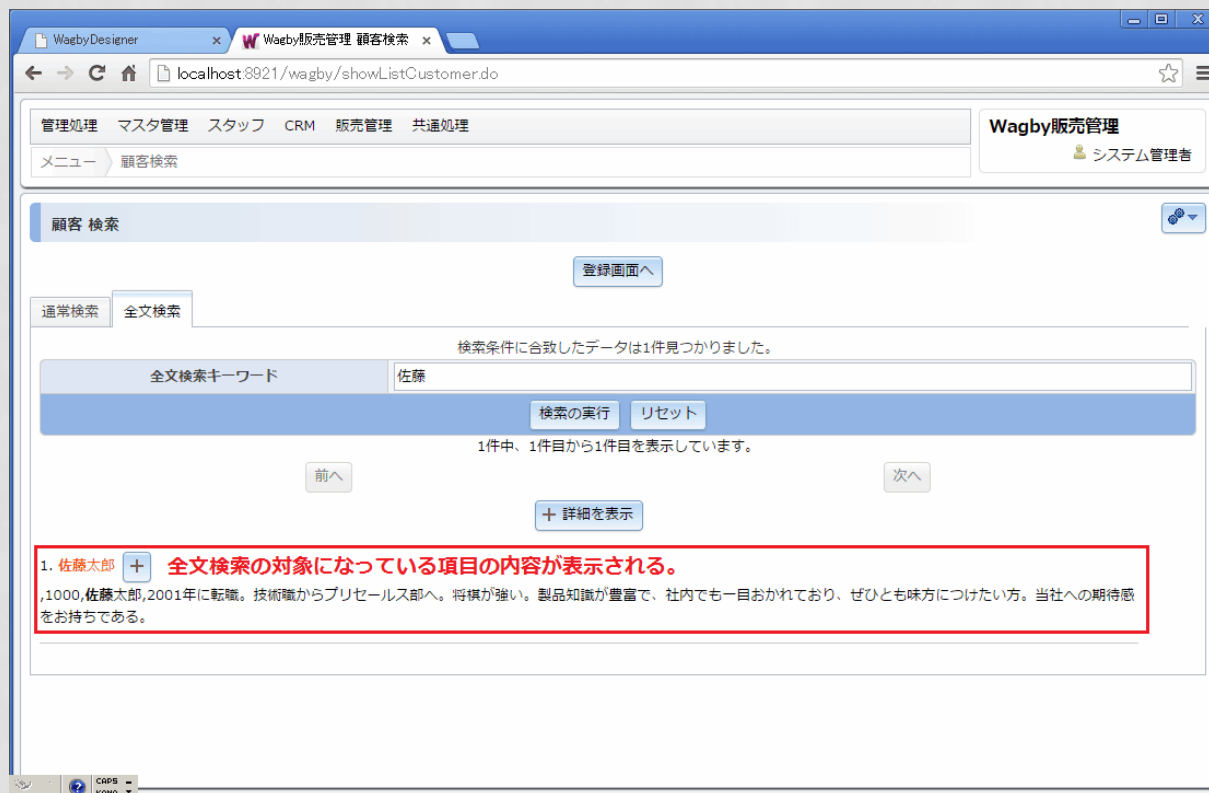 WagbyDesigner × Wagby販売管理 顧客検索 ×
localhost:8921/wagby/showListCustomer.do
管理処理 マスタ管理 スタッフ CRM 販売管理 共通処理
Wagby販売管理
システム管理者
メニュー 顧客検索
顧客 検索
登録画面へ
通常検索 全文検索
検索条件に合致したデータは1件見つかりました。
全文検索キーワード 佐藤
検索の実行 リセット
1件中、1件目から1件目を表示しています。
前へ 次へ
+ 詳細を表示
1. 佐藤太郎 + 全文検索の対象になっている項目の内容が表示される。
,1000,佐藤太郎,2001年に転職。技術職からプリセールス部へ。将棋が強い。製品知識が豊富で、社内でも一目おかれており、ぜひとも味方につけたい方。当社への期待感
をお持ちである。
CAPS